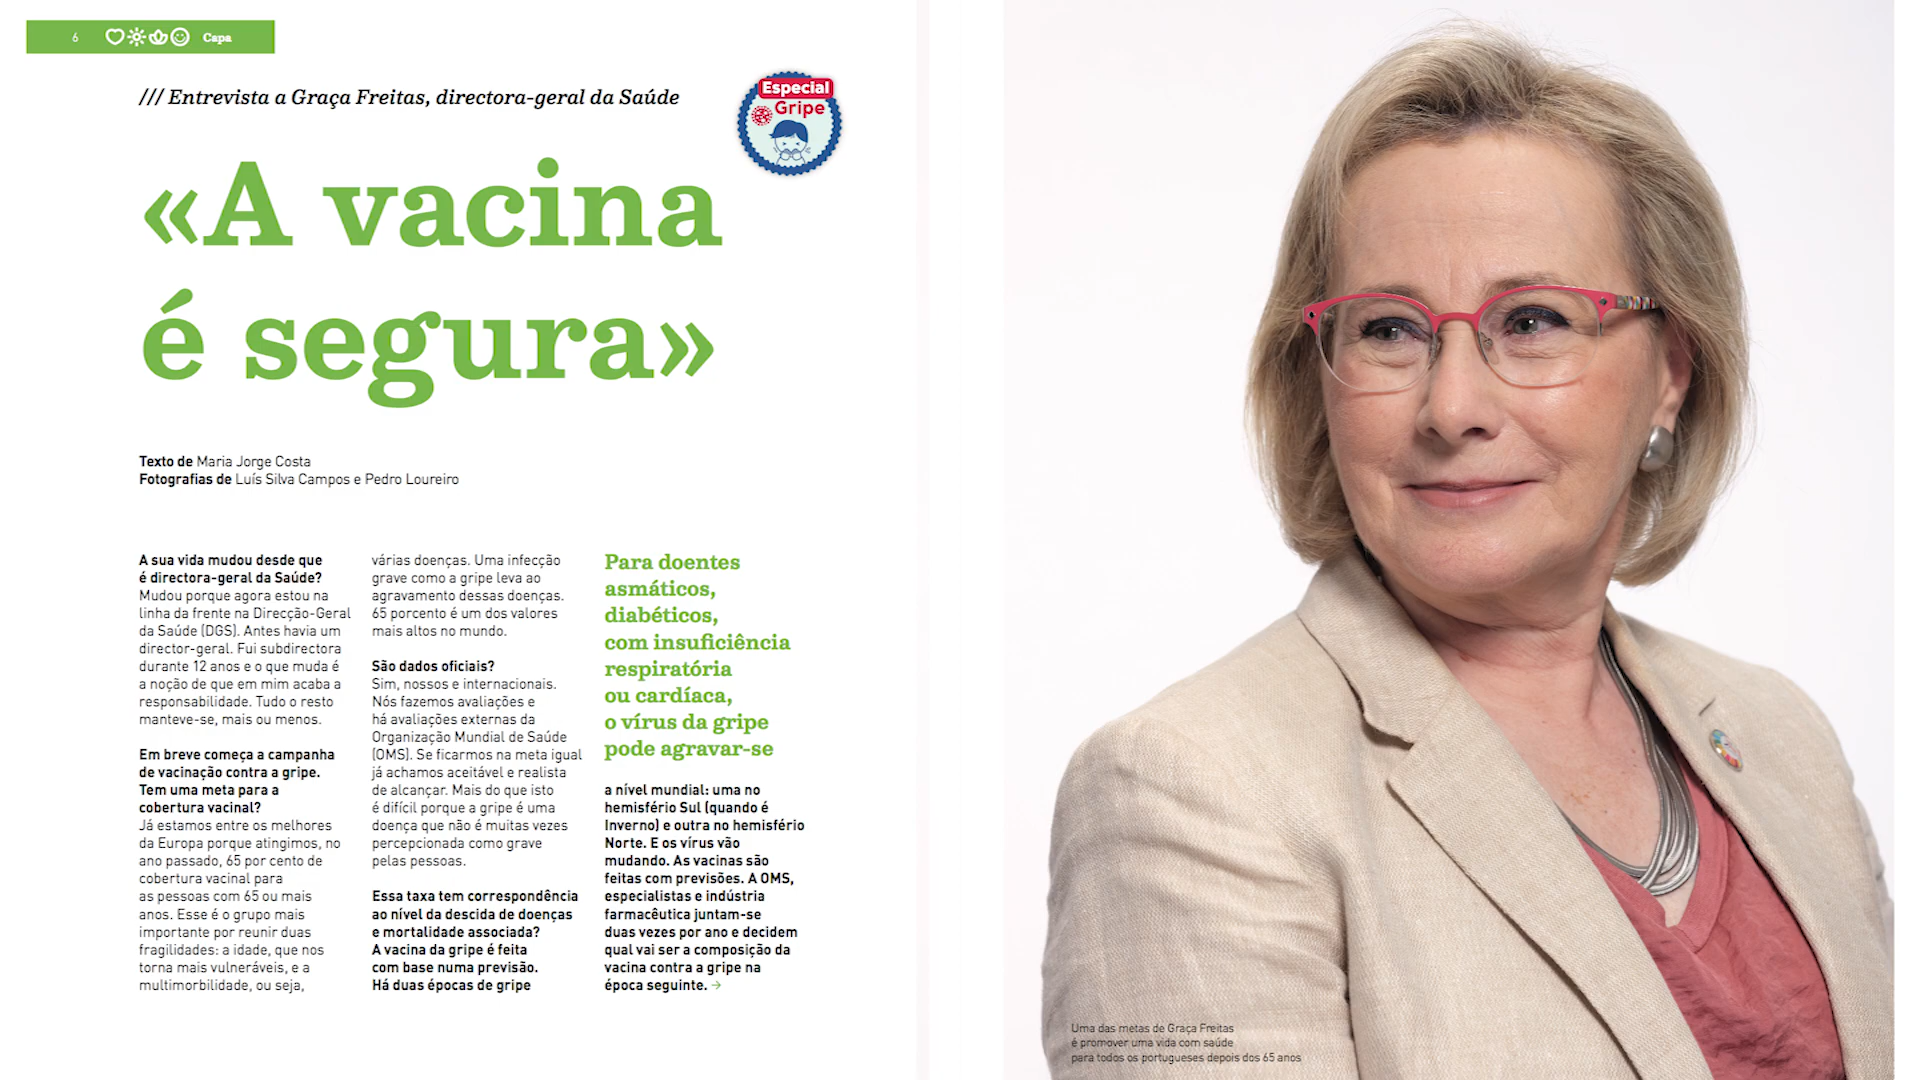 6 Capa
/// Entrevista a Graça Freitas, directora-geral da Saúde
Especial
Gripe
«A vacina
é segura»
Texto de Maria Jorge Costa
Fotografias de Luís Silva Campos e Pedro Loureiro
A sua vida mudou desde que
é directora-geral da Saúde?
Mudou porque agora estou na
linha da frente na Direcção-Geral
da Saúde (DGS). Antes havia um
director-geral. Fui subdirectora
durante 12 anos e o que muda é
a noção de que em mim acaba a
responsabilidade. Tudo o resto
manteve-se, mais ou menos.
Em breve começa a campanha
de vacinação contra a gripe.
Tem uma meta para a
cobertura vacinal?
Já estamos entre os melhores
da Europa porque atingimos, no
ano passado, 65 por cento de
cobertura vacinal para
as pessoas com 65 ou mais
anos. Esse é o grupo mais
importante por reunir duas
fragilidades: a idade, que nos
torna mais vulneráveis, e a
multimorbilidade, ou seja,
várias doenças. Uma infecção
grave como a gripe leva ao
agravamento dessas doenças.
65 porcento é um dos valores
mais altos no mundo.
São dados oficiais?
Sim, nossos e internacionais.
Nós fazemos avaliações e
há avaliações externas da
Organização Mundial de Saúde
(OMS). Se ficarmos na meta igual
já achamos aceitável e realista
de alcançar. Mais do que isto
é difícil porque a gripe é uma
doença que não é muitas vezes
percepcionada como grave
pelas pessoas.
Essa taxa tem correspondência
ao nível da descida de doenças
e mortalidade associada?
A vacina da gripe é feita
com base numa previsão.
Há duas épocas de gripe
Para doentes
asmáticos,
diabéticos,
com insuficiência
respiratória
ou cardíaca,
o vírus da gripe
pode agravar-se
a nível mundial: uma no
hemisfério Sul (quando é
Inverno) e outra no hemisfério
Norte. E os vírus vão
mudando. As vacinas são
feitas com previsões. A OMS,
especialistas e indústria
farmacêutica juntam-se
duas vezes por ano e decidem
qual vai ser a composição da
vacina contra a gripe na
época seguinte. →
Uma das metas de Graça Freitas
é promover uma vida com saúde
para todos os portugueses depois dos 65 anos